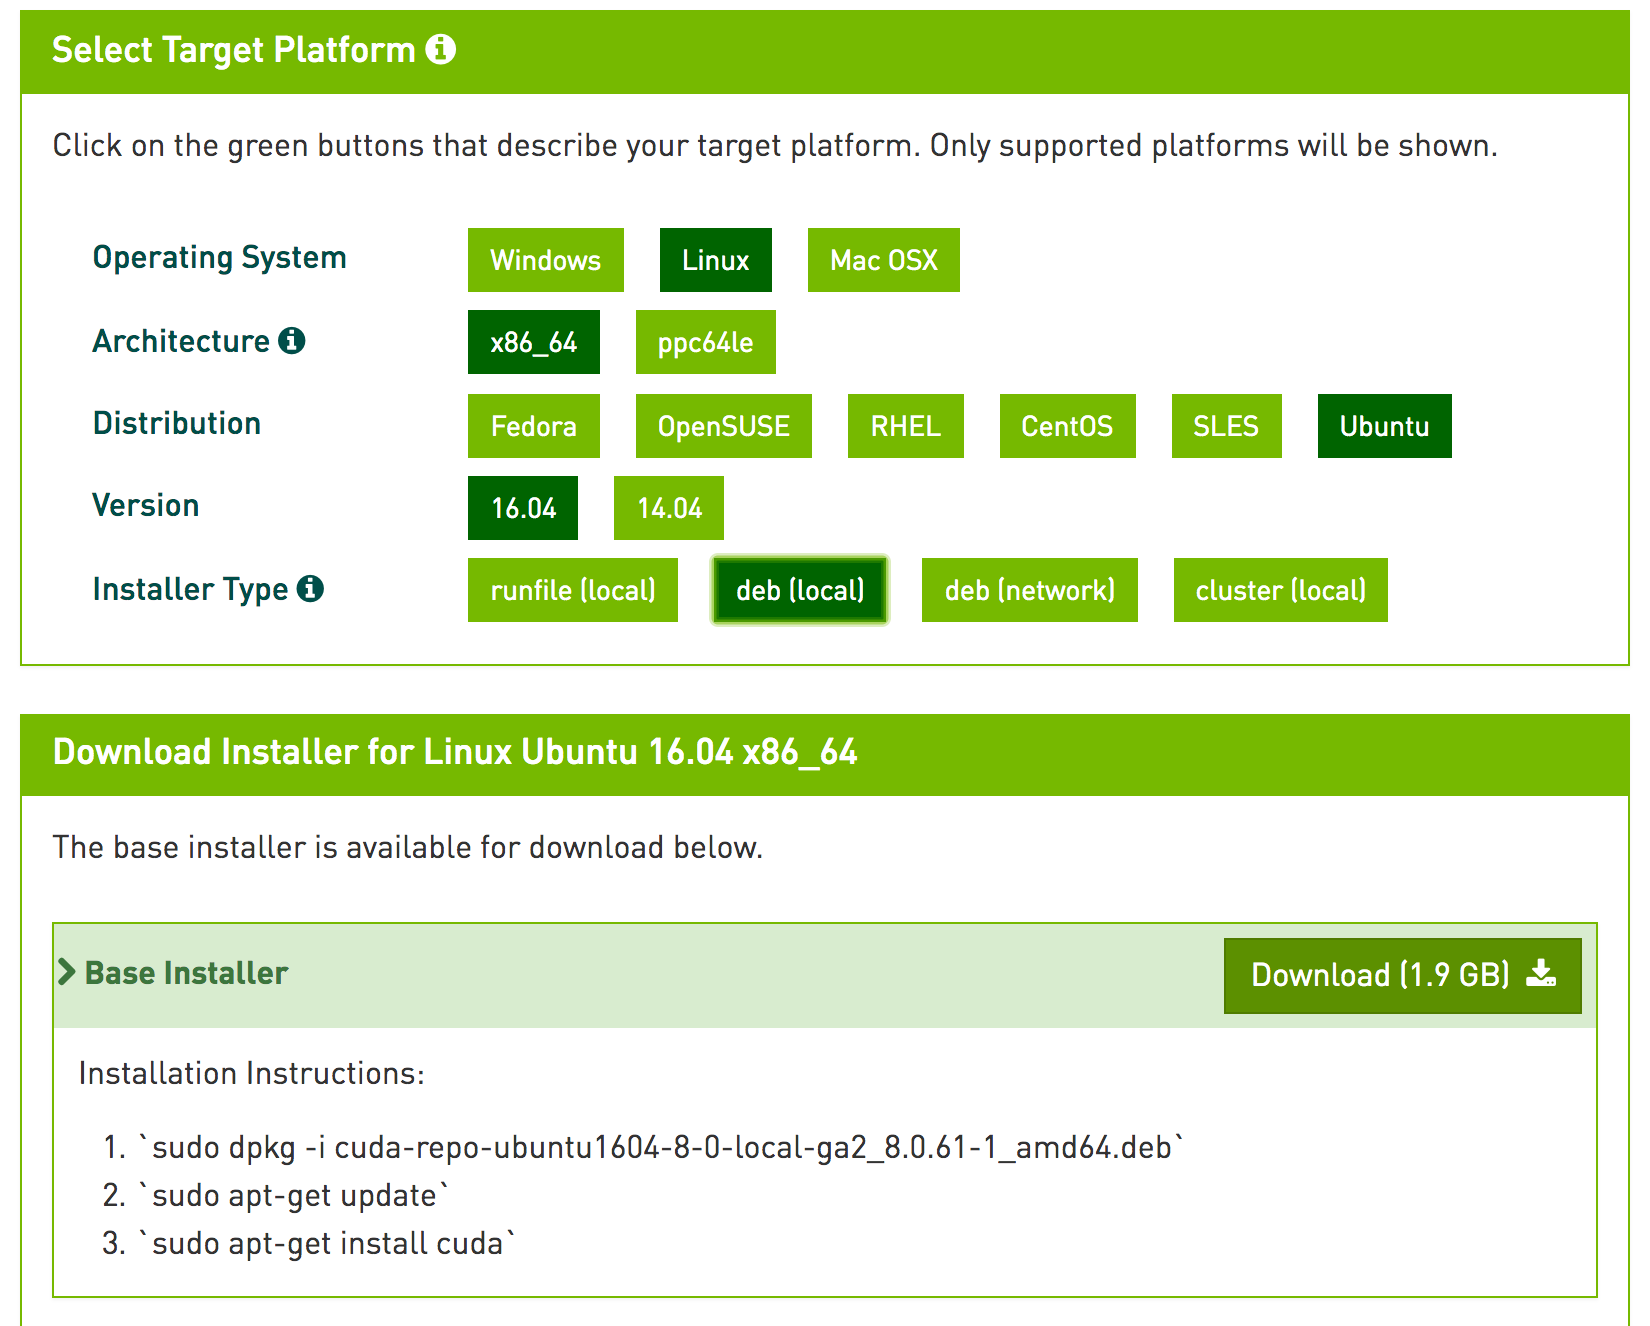 Select Target Platform
Click on the green buttons that describe your target platform. Only supported platforms will be shown.
Operating System Windows Linux Mac OSX
Architecture x86_64 ppc64le
Distribution Fedora OpenSUSE RHEL CentOS SLES Ubuntu
Version 16.04 14.04
Installer Type runfile (local) deb (local) deb (network) cluster (local)
Download Installer for Linux Ubuntu 16.04 x86_64
The base installer is available for download below.
Base Installer Download (1.9 GB)
Installation Instructions:
1. `sudo dpkg -i cuda-repo-ubuntu1604-8-0-local-ga2_8.0.61-1_amd64.deb`
2. `sudo apt-get update`
3. `sudo apt-get install cuda`